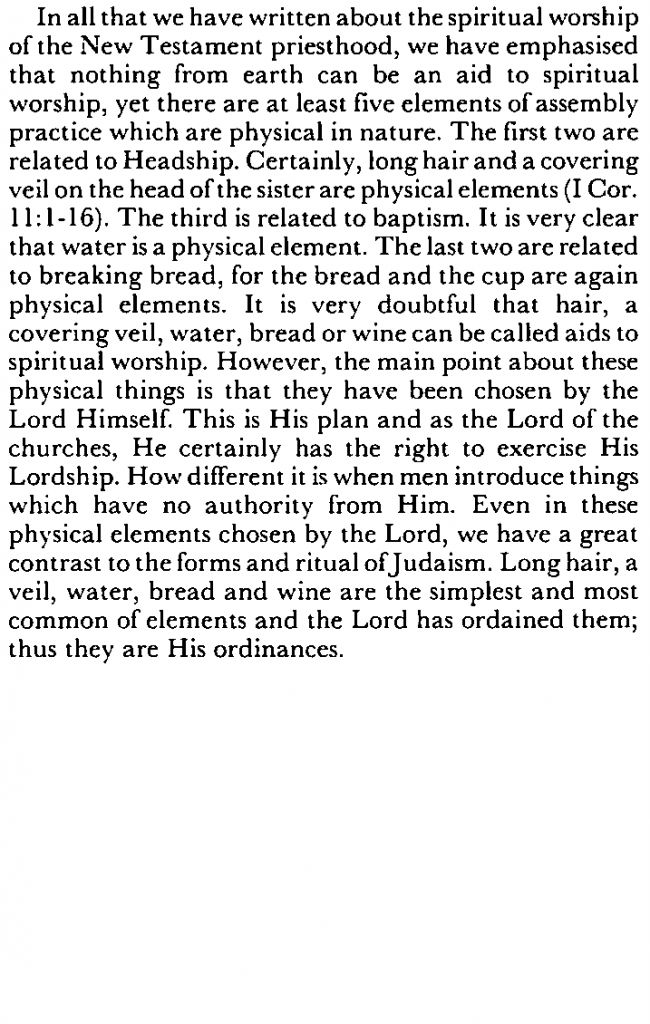 In all that we have written about the spiritual worship
of the New Testament priesthood, we have emphasised
that nothing from earth can be an aid to spiritual
worship, yet there are at least five elements of assembly
practice which are physical in nature. The first two are
related to Headship. Certainly, long hair and a covering
veil on the head of the sister are physical elements (I Cor.
11:1-16). The third is related to baptism. It is very clear
that water is a physical element. The last two are related
to breaking bread, for the bread and the cup are again
physical elements. It is very doubtful that hair, a
covering veil, water, bread or wine can be called aids to
spiritual worship. However, the main point about these
physical things is that they have been chosen by the
Lord Himself. This is His plan and as the Lord of the
churches, He certainly has the right to exercise His
Lordship. How different it is when men introduce things
which have no authority from Him. Even in these
physical elements chosen by the Lord, we have a great
contrast to the forms and ritual of Judaism. Long hair, a
veil, water, bread and wine are the simplest and most
common of elements and the Lord has ordained them;
thus they are His ordinances.